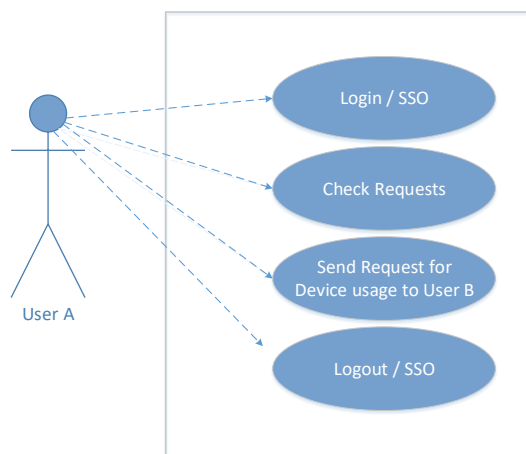 Login / SSO
Check Requests
Send Request for
Device usage to User B
User A
Logout / SSO